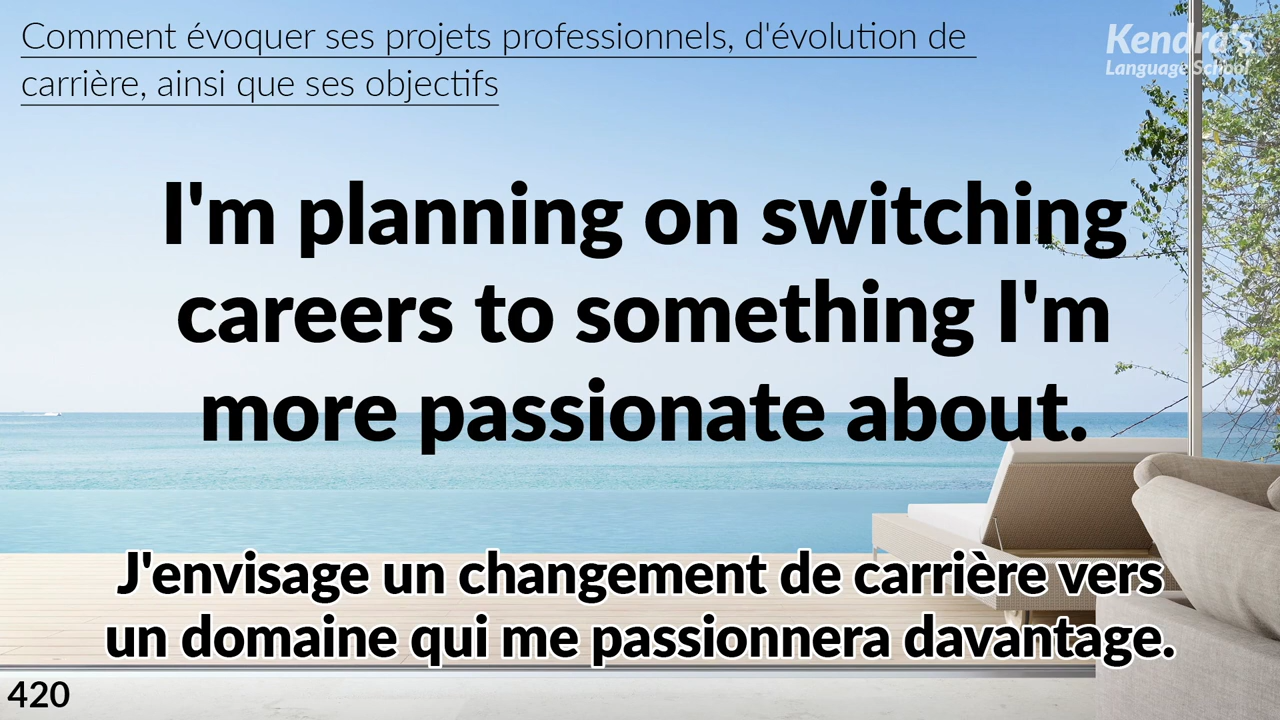 Comment évoquer ses projets professionnels, d'évolution de
carrière, ainsi que ses objectifs
Kendra's
Language School
I'm planning on switching
careers to something I'm
more passionate about.
J'envisage un changement de carrière vers
un domaine qui me passionnera davantage.
420